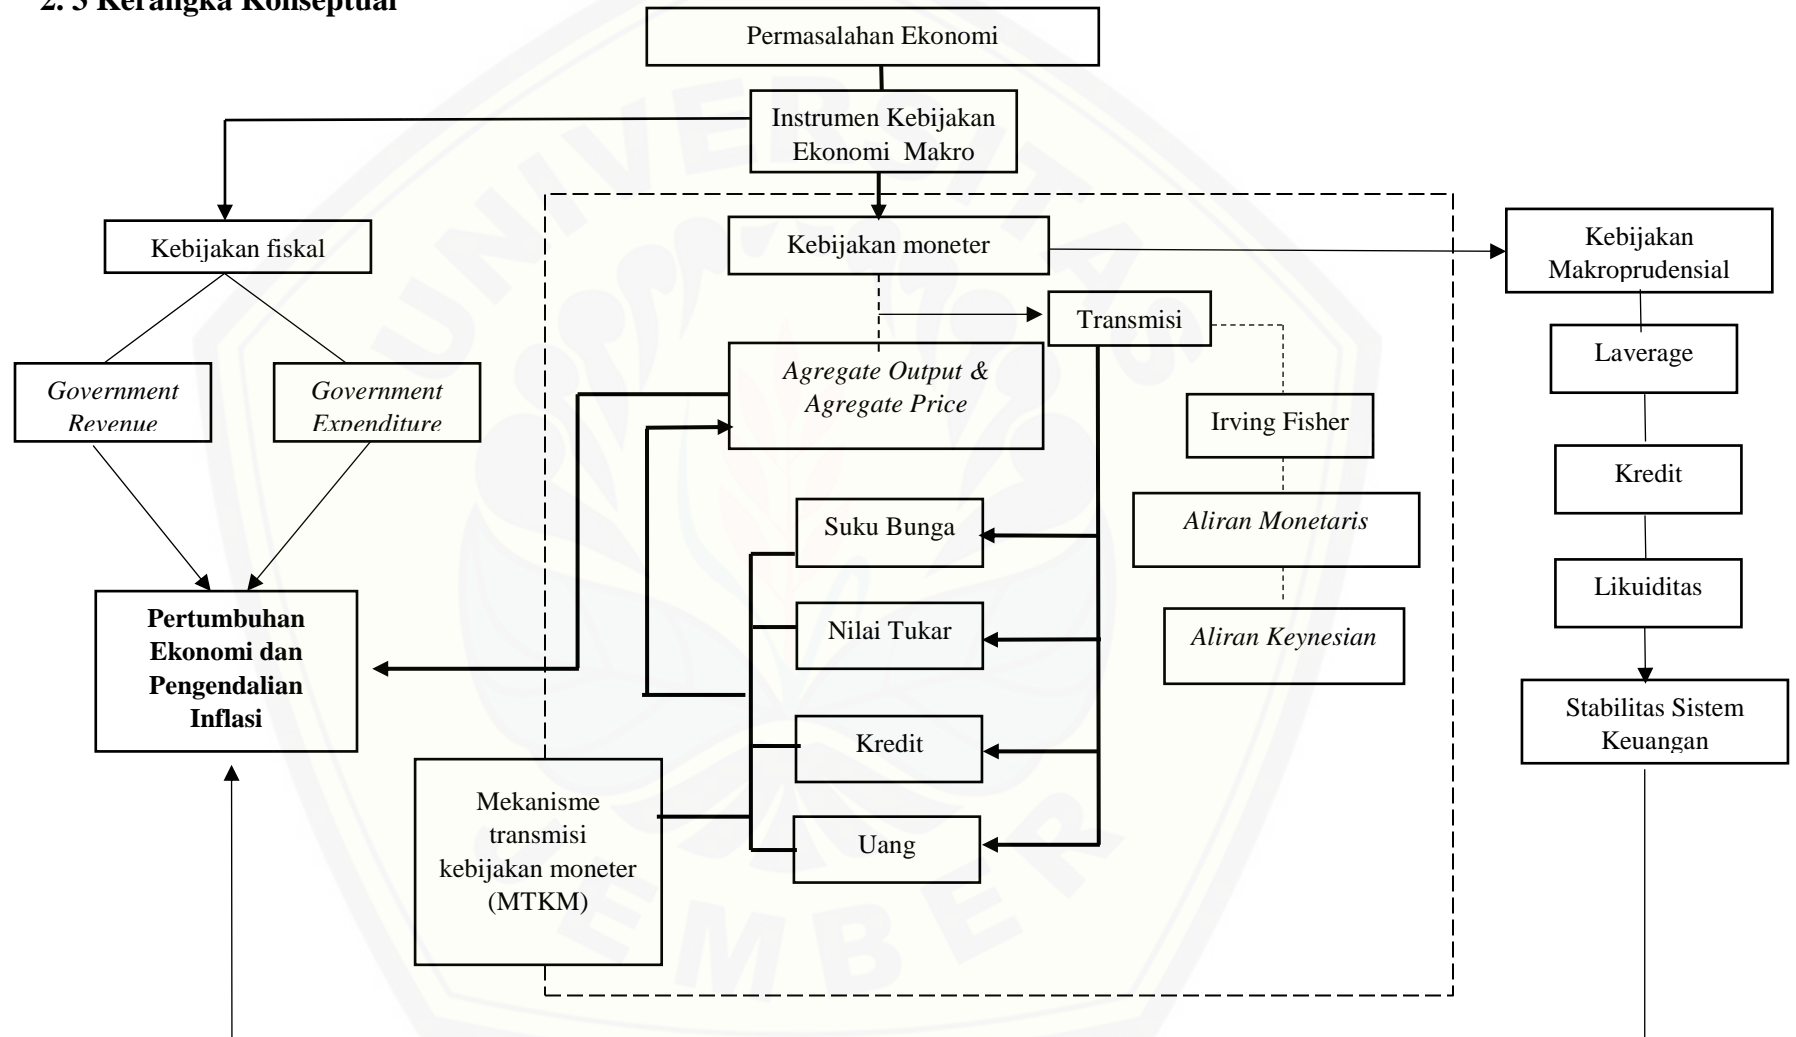 2. 3 Kerangka Konseptual
Permasalahan Ekonomi
Instrumen Kebijakan
Ekonomi Makro
Kebijakan fiskal
Kebijakan moneter
Kebijakan
Makroprudensial
Transmisi
Laverage
Government
Revenue
Government
Expenditure
Agregate Output &
Agregate Price
Irving Fisher
Kredit
Suku Bunga
Aliran Monetaris
Likuiditas
Pertumbuhan
Ekonomi dan
Pengendalian
Inflasi
Nilai Tukar
Aliran Keynesian
Stabilitas Sistem
Keuangan
Kredit
Mekanisme
transmisi
kebijakan moneter
(MTKM)
Uang
UNIVERSITAS
JEMBER